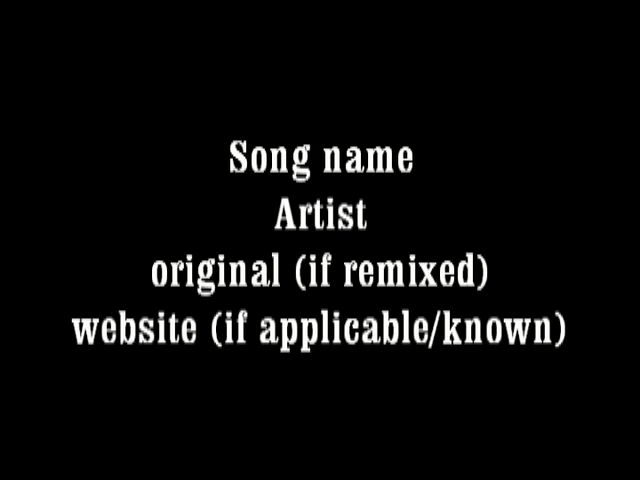 Song name
Artist
original (if remixed)
website (if applicable/known)